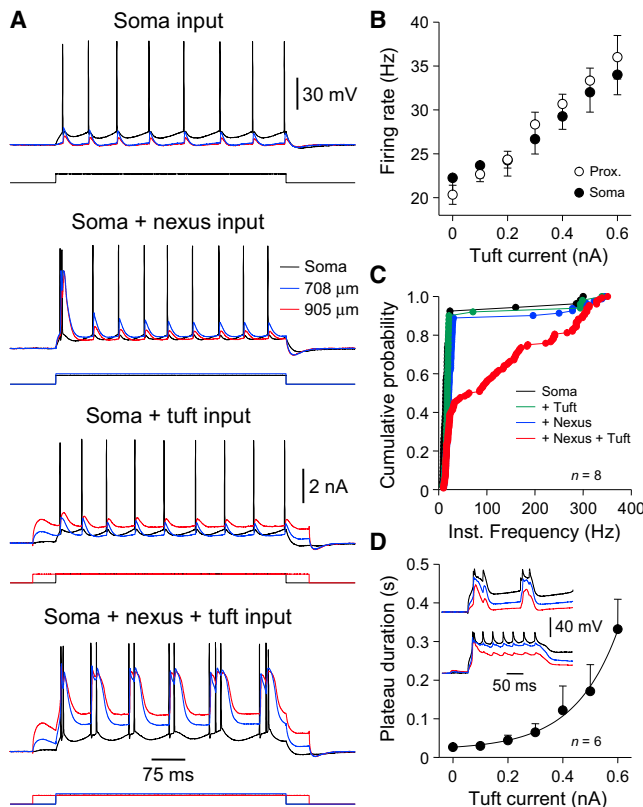 A
Soma input
30 mV
Soma + nexus input
Soma
708 μm
905 μm
Soma + tuft input
2 nA
Soma + nexus + tuft input
75 ms
B
Firing rate (Hz)
40
35
30
25
20
Prox.
Soma
0
0.2
0.4
0.6
Tuft current (nA)
C
Cumulative probability
1.0
0.8
0.6
0.4
0.2
0
Soma
+ Tuft
+ Nexus
+ Nexus + Tuft
n = 8
0
100
200
300
400
Inst. Frequency (Hz)
D
Plateau duration (s)
0.5
0.4
0.3
0.2
0.1
0
40 mV
50 ms
n = 6
0
0.2
0.4
0.6
Tuft current (nA)